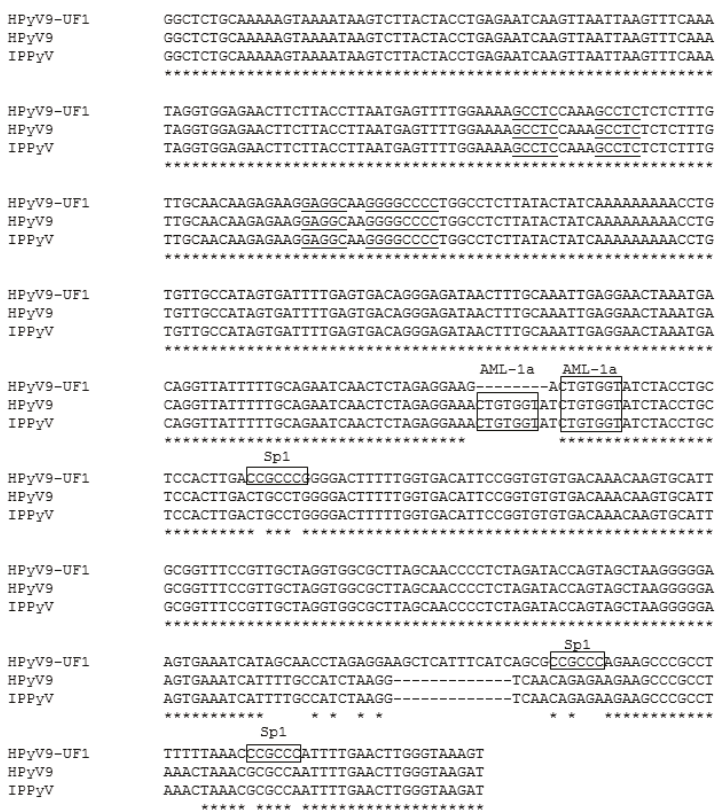 HPyV9-UF1 GGCTCTGCAAAAAGTAAAATAAGTCTTACTACCTGAGAATCAAGTTAATTAAGTTTCAAA
HPyV9 GGCTCTGCAAAAAGTAAAATAAGTCTTACTACCTGAGAATCAAGTTAATTAAGTTTCAAA
IPPyV GGCTCTGCAAAAAGTAAAATAAGTCTTACTACCTGAGAATCAAGTTAATTAAGTTTCAAA
************************************************************
HPyV9-UF1 TAGGTGGAGAACTTCTTACCTTAATGAGTTTTGGAAAAGCCTCCAAAGCCTCTCTCTTTG
HPyV9 TAGGTGGAGAACTTCTTACCTTAATGAGTTTTGGAAAAGCCTCCAAAGCCTCTCTCTTTG
IPPyV TAGGTGGAGAACTTCTTACCTTAATGAGTTTTGGAAAAGCCTCCAAAGCCTCTCTCTTTG
************************************************************
HPyV9-UF1 TTGCAACAAGAGAAGGAGGCAAGGGGCCCCTGGCCTCTTATACTATCAAAAAAAAACCTG
HPyV9 TTGCAACAAGAGAAGGAGGCAAGGGGCCCCTGGCCTCTTATACTATCAAAAAAAAACCTG
IPPyV TTGCAACAAGAGAAGGAGGCAAGGGGCCCCTGGCCTCTTATACTATCAAAAAAAAACCTG
************************************************************
HPyV9-UF1 TGTTGCCATAGTGATTTTGAGTGACAGGGAGATAACTTTGCAAATTGAGGAACTAAATGA
HPyV9 TGTTGCCATAGTGATTTTGAGTGACAGGGAGATAACTTTGCAAATTGAGGAACTAAATGA
IPPyV TGTTGCCATAGTGATTTTGAGTGACAGGGAGATAACTTTGCAAATTGAGGAACTAAATGA
************************************************************
AML-1a AML-1a
HPyV9-UF1 CAGGTTATTTTTGCAGAATCAACTCTAGAGGAAG--------ACTGTGGTATCTACCTGC
HPyV9 CAGGTTATTTTTGCAGAATCAACTCTAGAGGAAACTGTGGTATCTGTGGTATCTACCTGC
IPPyV CAGGTTATTTTTGCAGAATCAACTCTAGAGGAAACTGTGGTATCTGTGGTATCTACCTGC
********************************* *****************
Sp1
HPyV9-UF1 TCCACTTGACCGCCCGGGGACTTTTTGGTGACATTCCGGTGTGTGACAAACAAGTGCATT
HPyV9 TCCACTTGACTGCCTGGGGACTTTTTGGTGACATTCCGGTGTGTGACAAACAAGTGCATT
IPPyV TCCACTTGACTGCCTGGGGACTTTTTGGTGACATTCCGGTGTGTGACAAACAAGTGCATT
********** *** *********************************************
HPyV9-UF1 GCGGTTTCCGTTGCTAGGTGGCGCTTAGCAACCCCTCTAGATACCAGTAGCTAAGGGGGA
HPyV9 GCGGTTTCCGTTGCTAGGTGGCGCTTAGCAACCCCTCTAGATACCAGTAGCTAAGGGGGA
IPPyV GCGGTTTCCGTTGCTAGGTGGCGCTTAGCAACCCCTCTAGATACCAGTAGCTAAGGGGGA
************************************************************
Sp1
HPyV9-UF1 AGTGAAATCATAGCAACCTAGAGGAAGCTCATTTCATCAGCGCCGCCCAGAAGCCCGCCT
HPyV9 AGTGAAATCATTTTGCCATCTAAGG-------------TCAACAGAGAAGAAGCCCGCCT
IPPyV AGTGAAATCATTTTGCCATCTAAGG-------------TCAACAGAGAAGAAGCCCGCCT
*********** * * * * * * ************
Sp1
HPyV9-UF1 TTTTTAAACCCGCCCATTTTGAACTTGGGTAAAGT
HPyV9 AAACTAAACGCGCCAATTTTGAACTTGGGTAAGAT
IPPyV AAACTAAACGCGCCAATTTTGAACTTGGGTAAGAT
***** **** ********************